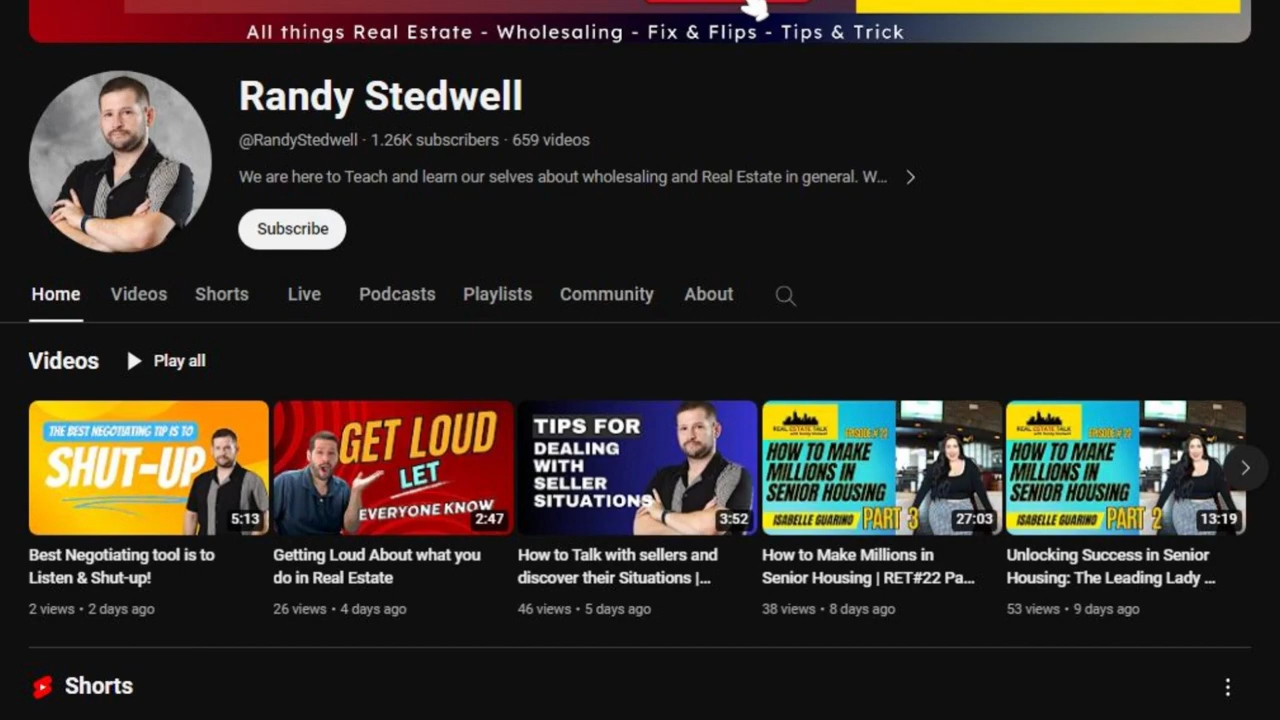 All things Real Estate - Wholesaling - Fix & Flips - Tips & Trick
Randy Stedwell
@RandyStedwell · 1.26K subscribers · 659 videos
We are here to Teach and learn our selves about wholesaling and Real Estate in general. W...
Subscribe
Home Videos Shorts Live Podcasts Playlists Community About
Videos Play all
THE BEST NEGOTIATING TIP IS TO
SHUT-UP
5:13
GET LOUD
LET
EVERYONE KNOW
2:47
TIPS FOR
DEALING
WITH
SELLER
SITUATIONS
3:52
REAL ESTATE TALK
EPISODE # 22
HOW TO MAKE
MILLIONS IN
SENIOR HOUSING
ISABELLE GUARINO PART 3
27:03
REAL ESTATE TALK
EPISODE # 22
HOW TO MAKE
MILLIONS IN
SENIOR HOUSING
ISABELLE GUARINO PART 2
13:19
Best Negotiating tool is to
Listen & Shut-up!
2 views • 2 days ago
Getting Loud About what you
do in Real Estate
26 views • 4 days ago
How to Talk with sellers and
discover their Situations |...
46 views • 5 days ago
How to Make Millions in
Senior Housing | RET#22 Pa...
38 views • 8 days ago
Unlocking Success in Senior
Housing: The Leading Lady ...
53 views • 9 days ago
Shorts